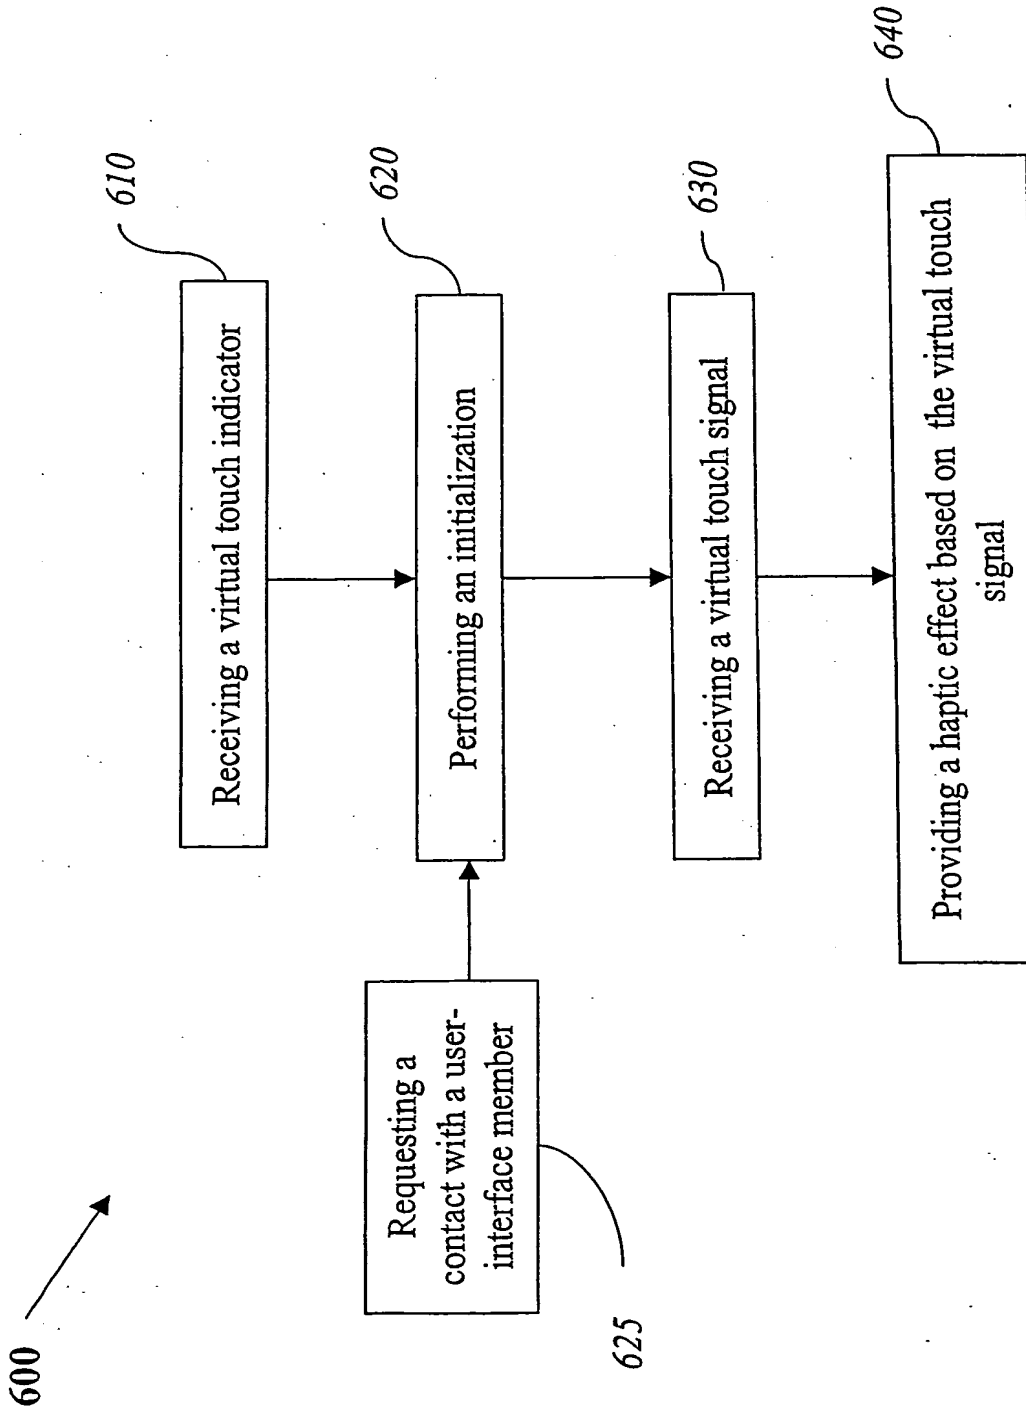 600
610
Receiving a virtual touch indicator
620
Performing an initialization
Requesting a
contact with a user-
interface member
625
630
Receiving a virtual touch signal
640
Providing a haptic effect based on the virtual touch
signal